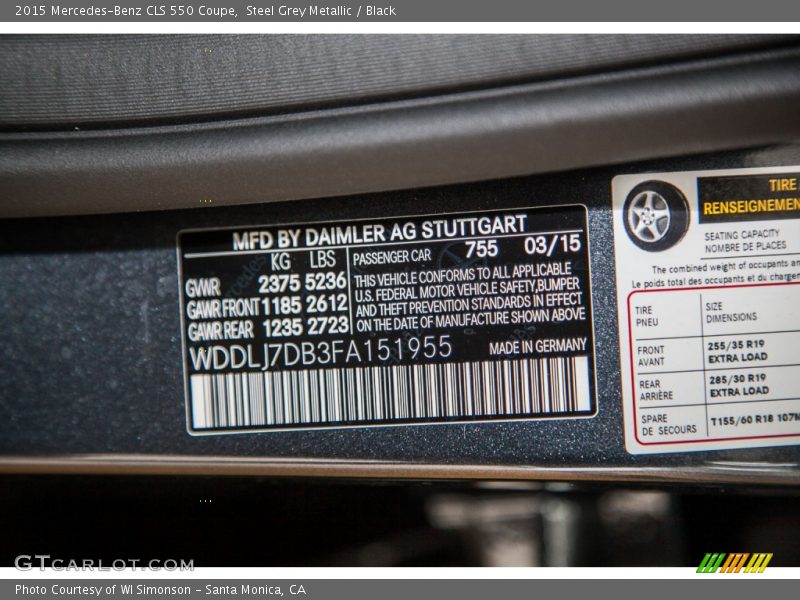 2015 Mercedes-Benz CLS 550 Coupe,  Steel Grey Metallic / Black
MFD BY DAIMLER AG STUTTGART
KG LBS
GVWR 2375 5236
GAWR FRONT 1185 2612
GAWR REAR 1235 2723
PASSENGER CAR 755 03/15
THIS VEHICLE CONFORMS TO ALL APPLICABLE
U.S. FEDERAL MOTOR VEHICLE SAFETY,BUMPER
AND THEFT PREVENTION STANDARDS IN EFFECT
ON THE DATE OF MANUFACTURE SHOWN ABOVE
WDDLJ7DB3FA151955 MADE IN GERMANY
TIRE
RENSEIGNEMEN
SEATING CAPACITY
NOMBRE DE PLACES
The combined weight of occupants an
Le poids total des occupants et du charge
TIRE SIZE
PNEU DIMENSIONS
FRONT 255/35 R19
AVANT EXTRA LOAD
REAR 285/30 R19
ARRIÈRE EXTRA LOAD
SPARE T155/60 R18 107M
DE SECOURS
GTCARLOT.COM
Photo Courtesy of WI Simonson – Santa Monica, CA